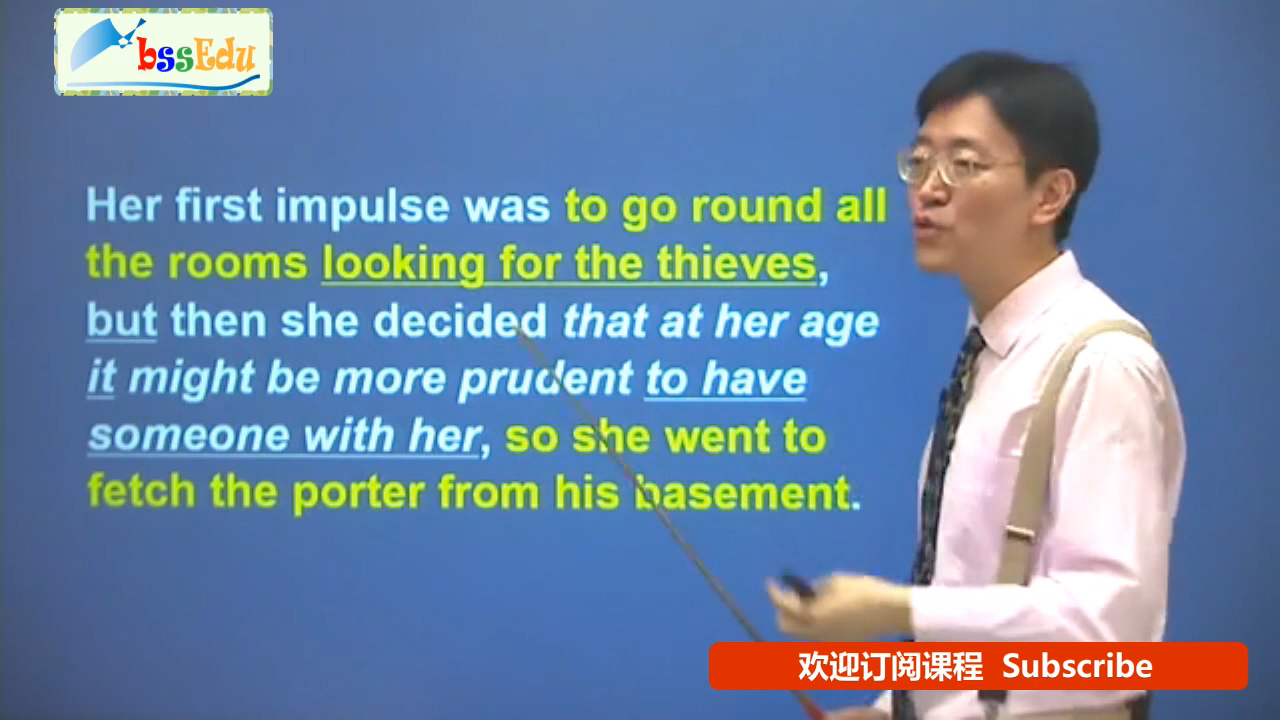 bssEdu
Her first impulse was to go round all
the rooms looking for the thieves,
but then she decided that at her age
it might be more prudent to have
someone with her, so she went to
fetch the porter from his basement.
欢迎订阅课程 Subscribe